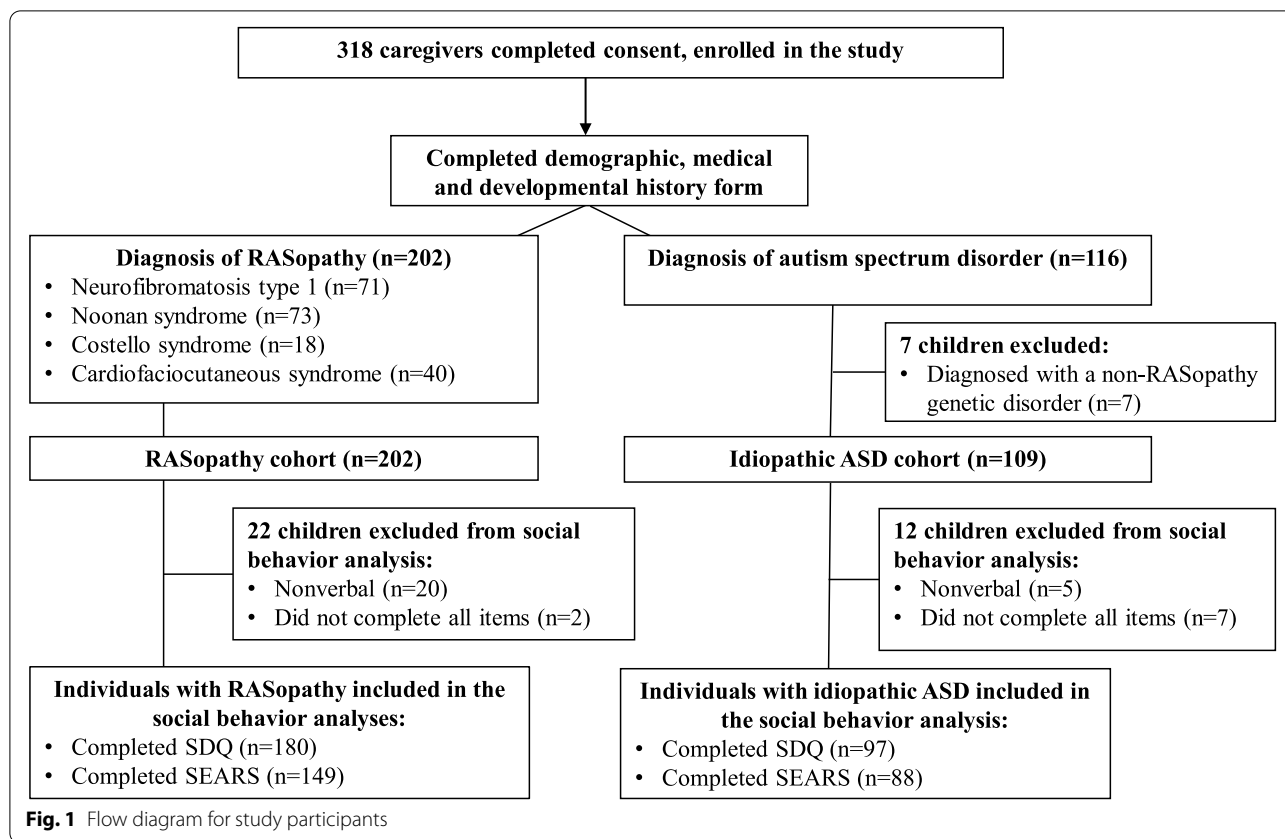 318 caregivers completed consent, enrolled in the study
Completed demographic, medical
and developmental history form
Diagnosis of RASopathy (n=202)
• Neurofibromatosis type 1 (n=71)
• Noonan syndrome (n=73)
• Costello syndrome (n=18)
• Cardiofaciocutaneous syndrome (n=40)
Diagnosis of autism spectrum disorder (n=116)
7 children excluded:
• Diagnosed with a non-RASopathy
genetic disorder (n=7)
RASopathy cohort (n=202)
Idiopathic ASD cohort (n=109)
22 children excluded from social
behavior analysis:
• Nonverbal (n=20)
• Did not complete all items (n=2)
12 children excluded from social
behavior analysis:
• Nonverbal (n=5)
• Did not complete all items (n=7)
Individuals with RASopathy included in the
social behavior analyses:
• Completed SDQ (n=180)
• Completed SEARS (n=149)
Individuals with idiopathic ASD included in
the social behavior analysis:
• Completed SDQ (n=97)
• Completed SEARS (n=88)
Fig. 1 Flow diagram for study participants